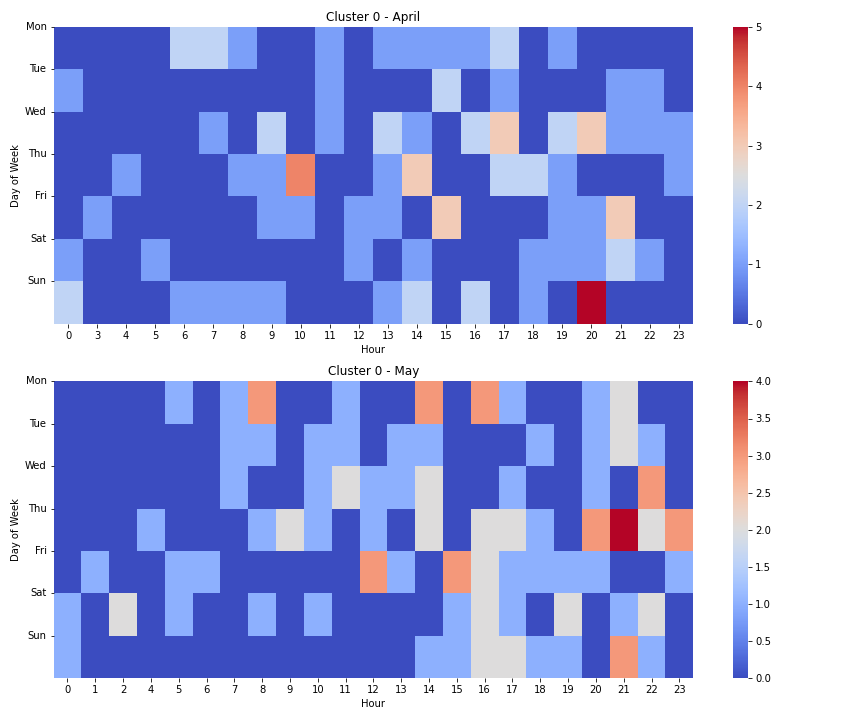 Cluster 0 - April
Day of Week
Mon
Tue
Wed
Thu
Fri
Sat
Sun
0 3 4 5 6 7 8 9 10 11 12 13 14 15 16 17 18 19 20 21 22 23
Hour
5
4
3
2
1
0
Cluster 0 - May
Day of Week
Mon
Tue
Wed
Thu
Fri
Sat
Sun
0 1 2 4 5 6 7 8 9 10 11 12 13 14 15 16 17 18 19 20 21 22 23
Hour
4.0
3.5
3.0
2.5
2.0
1.5
1.0
0.5
0.0